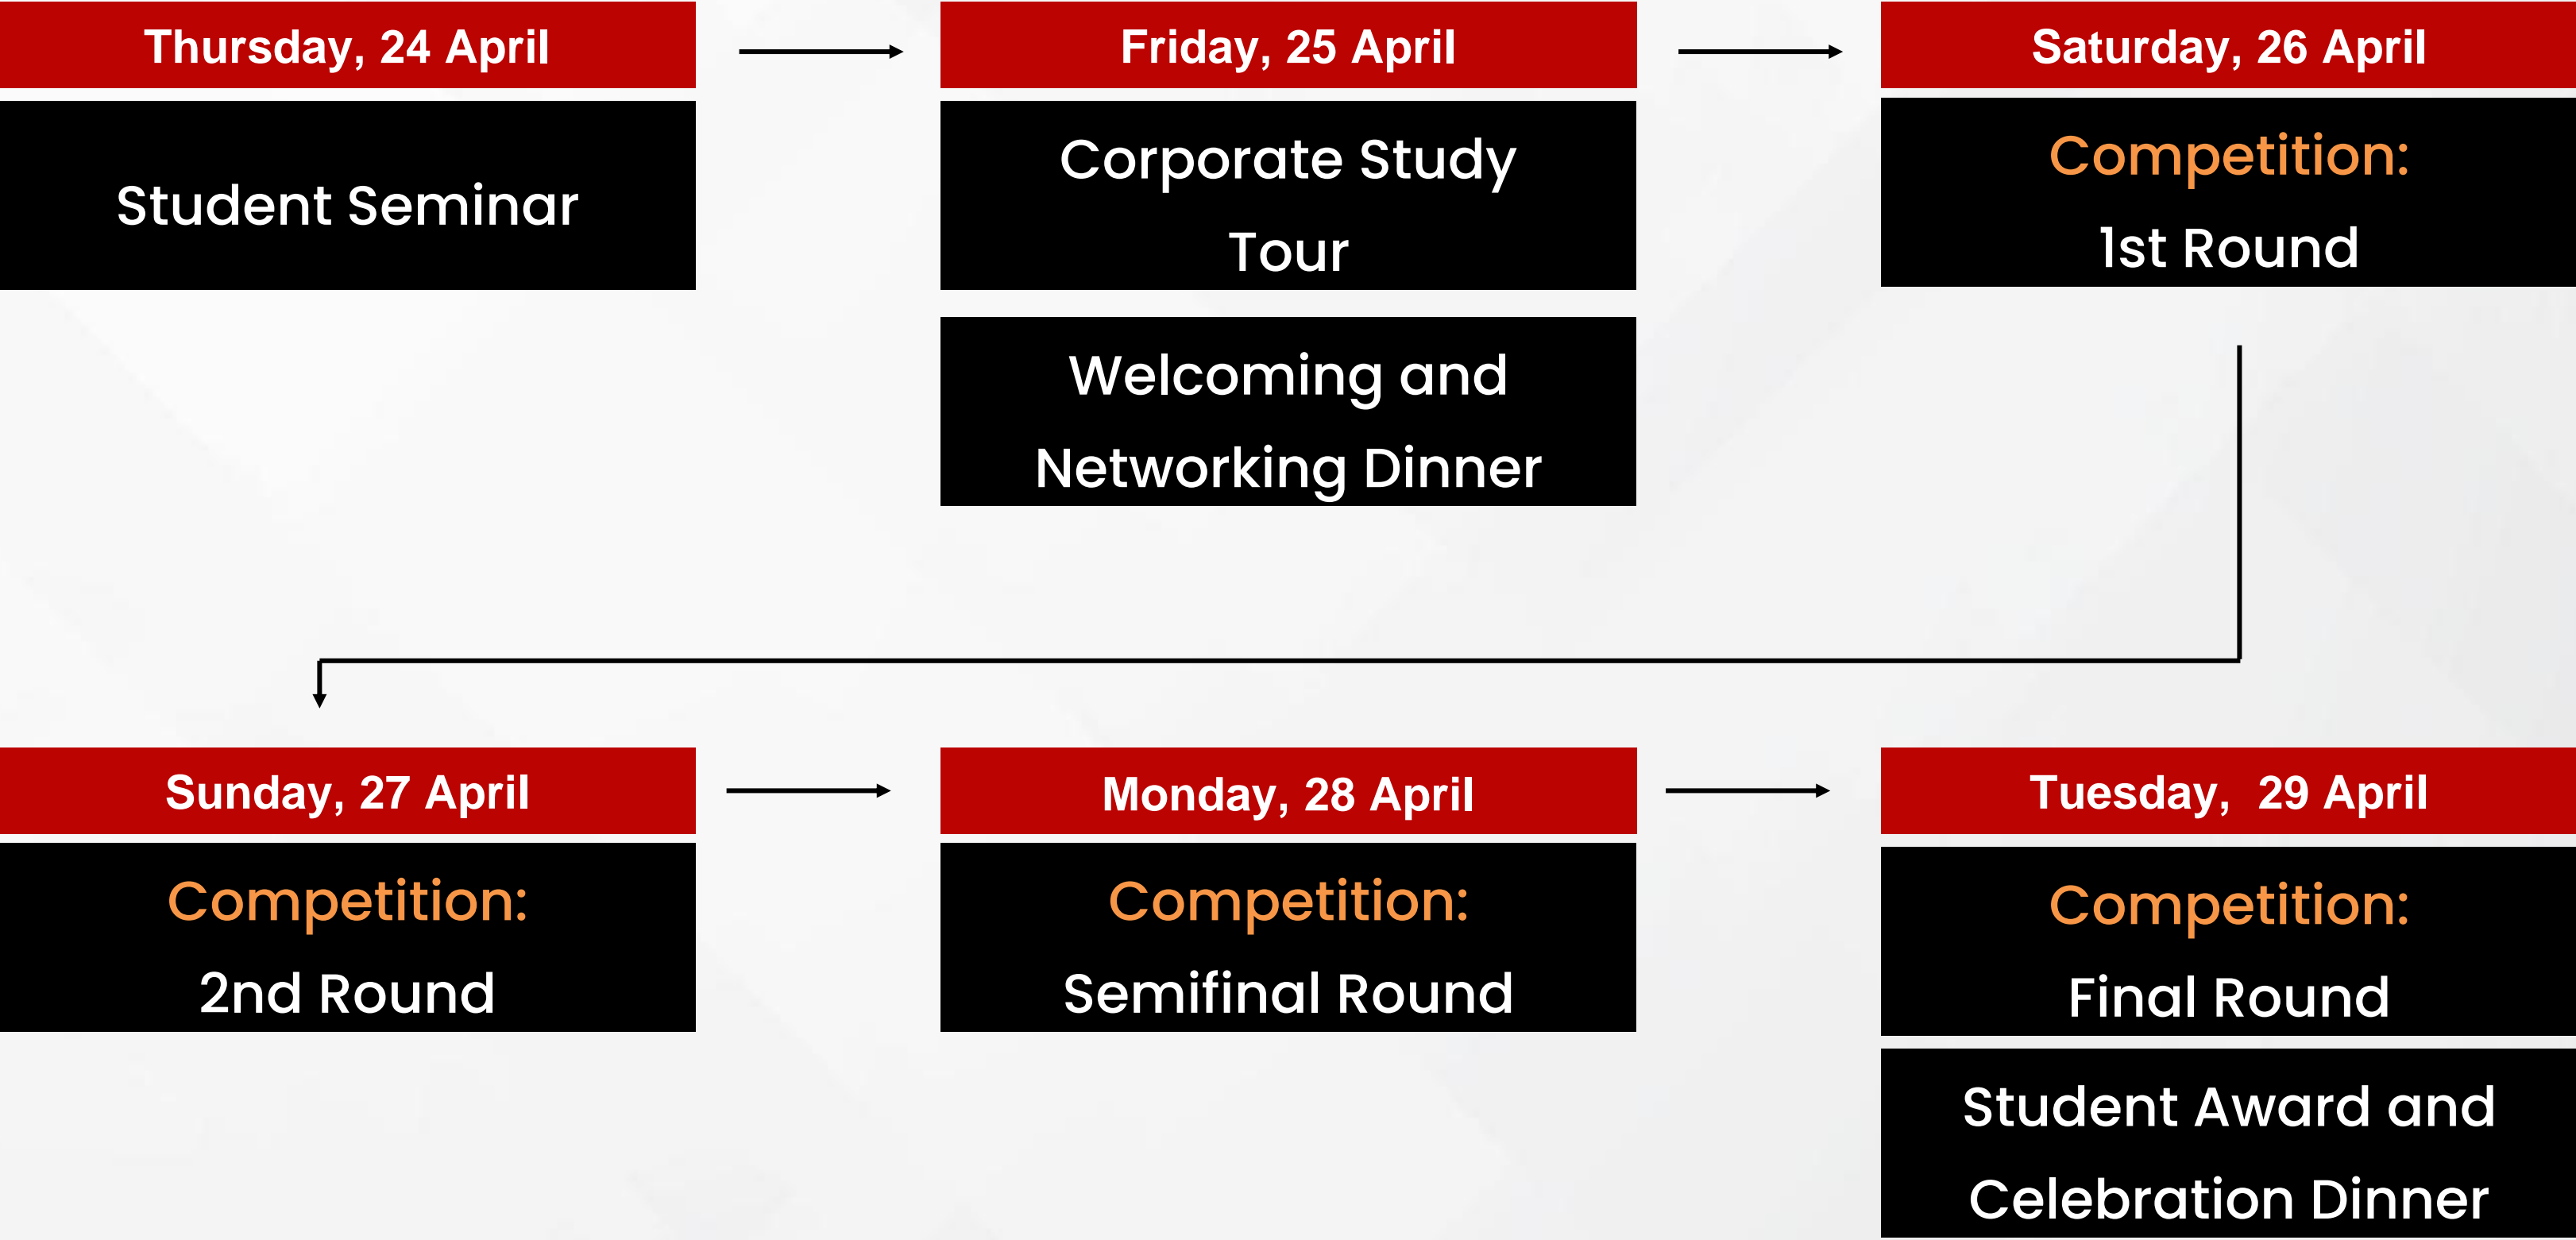 Thursday, 24 April
Student Seminar
Friday, 25 April
Corporate Study
Tour
Welcoming and
Networking Dinner
Saturday, 26 April
Competition:
1st Round
Sunday, 27 April
Competition:
2nd Round
Monday, 28 April
Competition:
Semifinal Round
Tuesday,  29 April
Competition:
Final Round
Student Award and
Celebration Dinner